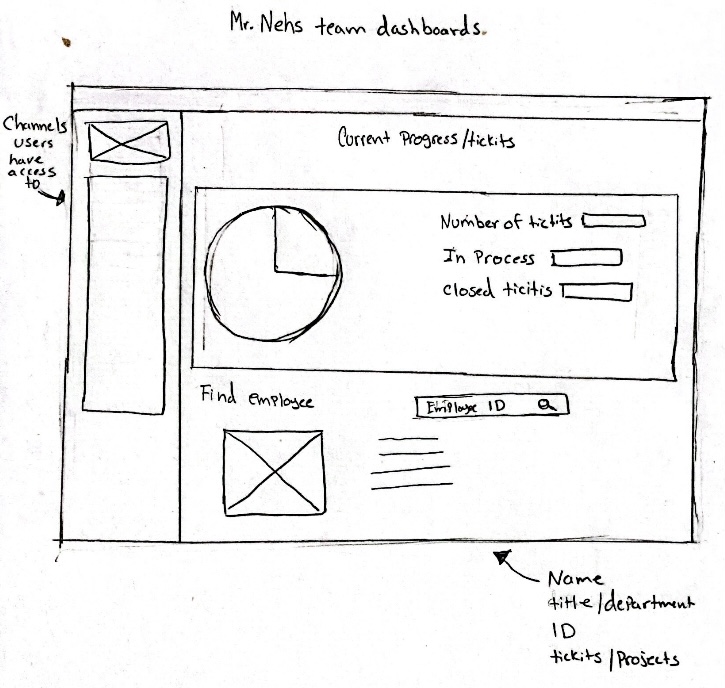 Mr. Nehs team dashboards.
Channels
users
have
access
to
Current Progress/tickits
Number of tictits
In Process
closed ticitis
Find employee
Employee ID
Name
title/department
ID
tickits/Projects